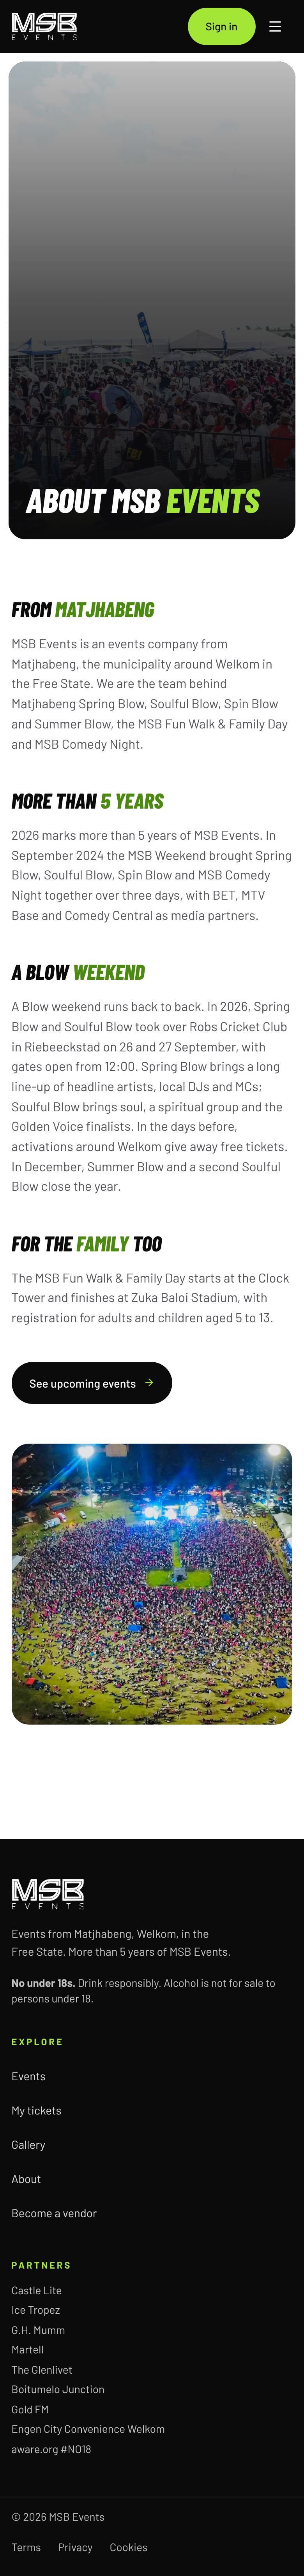 MSB
EVENTS
Sign in
ABOUT MSB EVENTS
FROM MATJHABENG
MSB Events is an events company from
Matjhabeng, the municipality around Welkom in
the Free State. We are the team behind
Matjhabeng Spring Blow, Soulful Blow, Spin Blow
and Summer Blow, the MSB Fun Walk & Family Day
and MSB Comedy Night.
MORE THAN 5 YEARS
2026 marks more than 5 years of MSB Events. In
September 2024 the MSB Weekend brought Spring
Blow, Soulful Blow, Spin Blow and MSB Comedy
Night together over three days, with BET, MTV
Base and Comedy Central as media partners.
A BLOW WEEKEND
A Blow weekend runs back to back. In 2026, Spring
Blow and Soulful Blow took over Robs Cricket Club
in Riebeeckstad on 26 and 27 September, with
gates open from 12:00. Spring Blow brings a long
line-up of headline artists, local DJs and MCs;
Soulful Blow brings soul, a spiritual group and the
Golden Voice finalists. In the days before,
activations around Welkom give away free tickets.
In December, Summer Blow and a second Soulful
Blow close the year.
FOR THE FAMILY TOO
The MSB Fun Walk & Family Day starts at the Clock
Tower and finishes at Zuka Baloi Stadium, with
registration for adults and children aged 5 to 13.
See upcoming events
MSB
EVENTS
Events from Matjhabeng, Welkom, in the
Free State. More than 5 years of MSB Events.
No under 18s. Drink responsibly. Alcohol is not for sale to
persons under 18.
EXPLORE
Events
My tickets
Gallery
About
Become a vendor
PARTNERS
Castle Lite
Ice Tropez
G.H. Mumm
Martell
The Glenlivet
Boitumelo Junction
Gold FM
Engen City Convenience Welkom
aware.org #NO18
© 2026 MSB Events
Terms Privacy Cookies